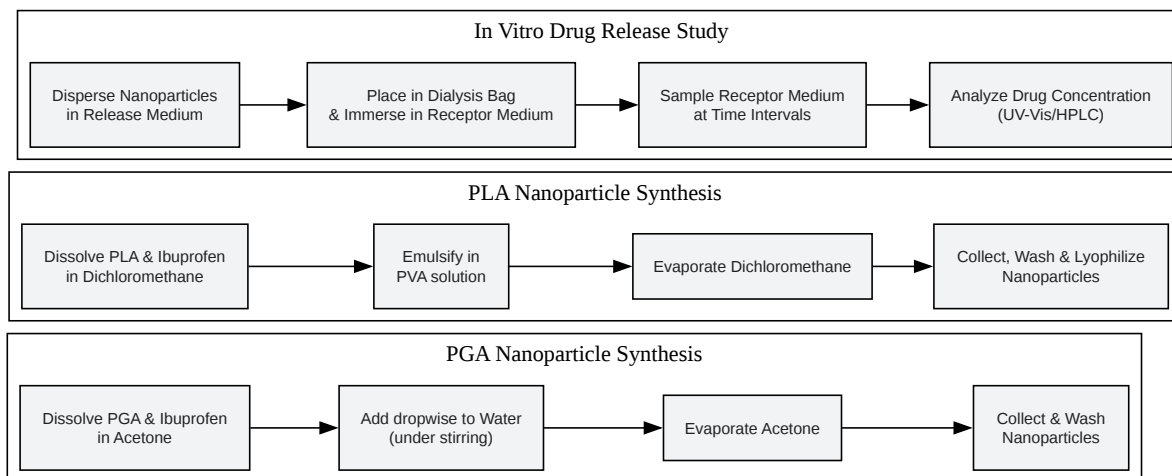 In Vitro Drug Release Study
Disperse Nanoparticles
in Release Medium
Place in Dialysis Bag
& Immerse in Receptor Medium
Sample Receptor Medium
at Time Intervals
Analyze Drug Concentration
(UV-Vis/HPLC)
PLA Nanoparticle Synthesis
Dissolve PLA & Ibuprofen
in Dichloromethane
Emulsify in
PVA solution
Evaporate Dichloromethane
Collect, Wash & Lyophilize
Nanoparticles
PGA Nanoparticle Synthesis
Dissolve PGA & Ibuprofen
in Acetone
Add dropwise to Water
(under stirring)
Evaporate Acetone
Collect & Wash
Nanoparticles